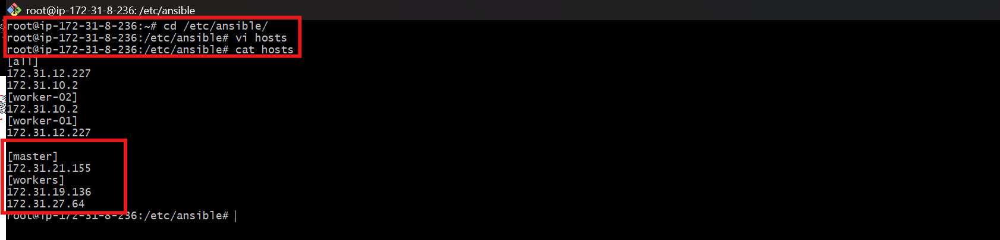 root@ip-172-31-8-236: /etc/ansible
root@ip-172-31-8-236:~# cd /etc/ansible/
root@ip-172-31-8-236:/etc/ansible# vi hosts
root@ip-172-31-8-236:/etc/ansible# cat hosts
[all]
172.31.12.227
172.31.10.2
[worker-02]
172.31.10.2
[worker-01]
172.31.12.227
[master]
172.31.21.155
[workers]
172.31.19.136
172.31.27.64
root@ip-172-31-8-236:/etc/ansible#